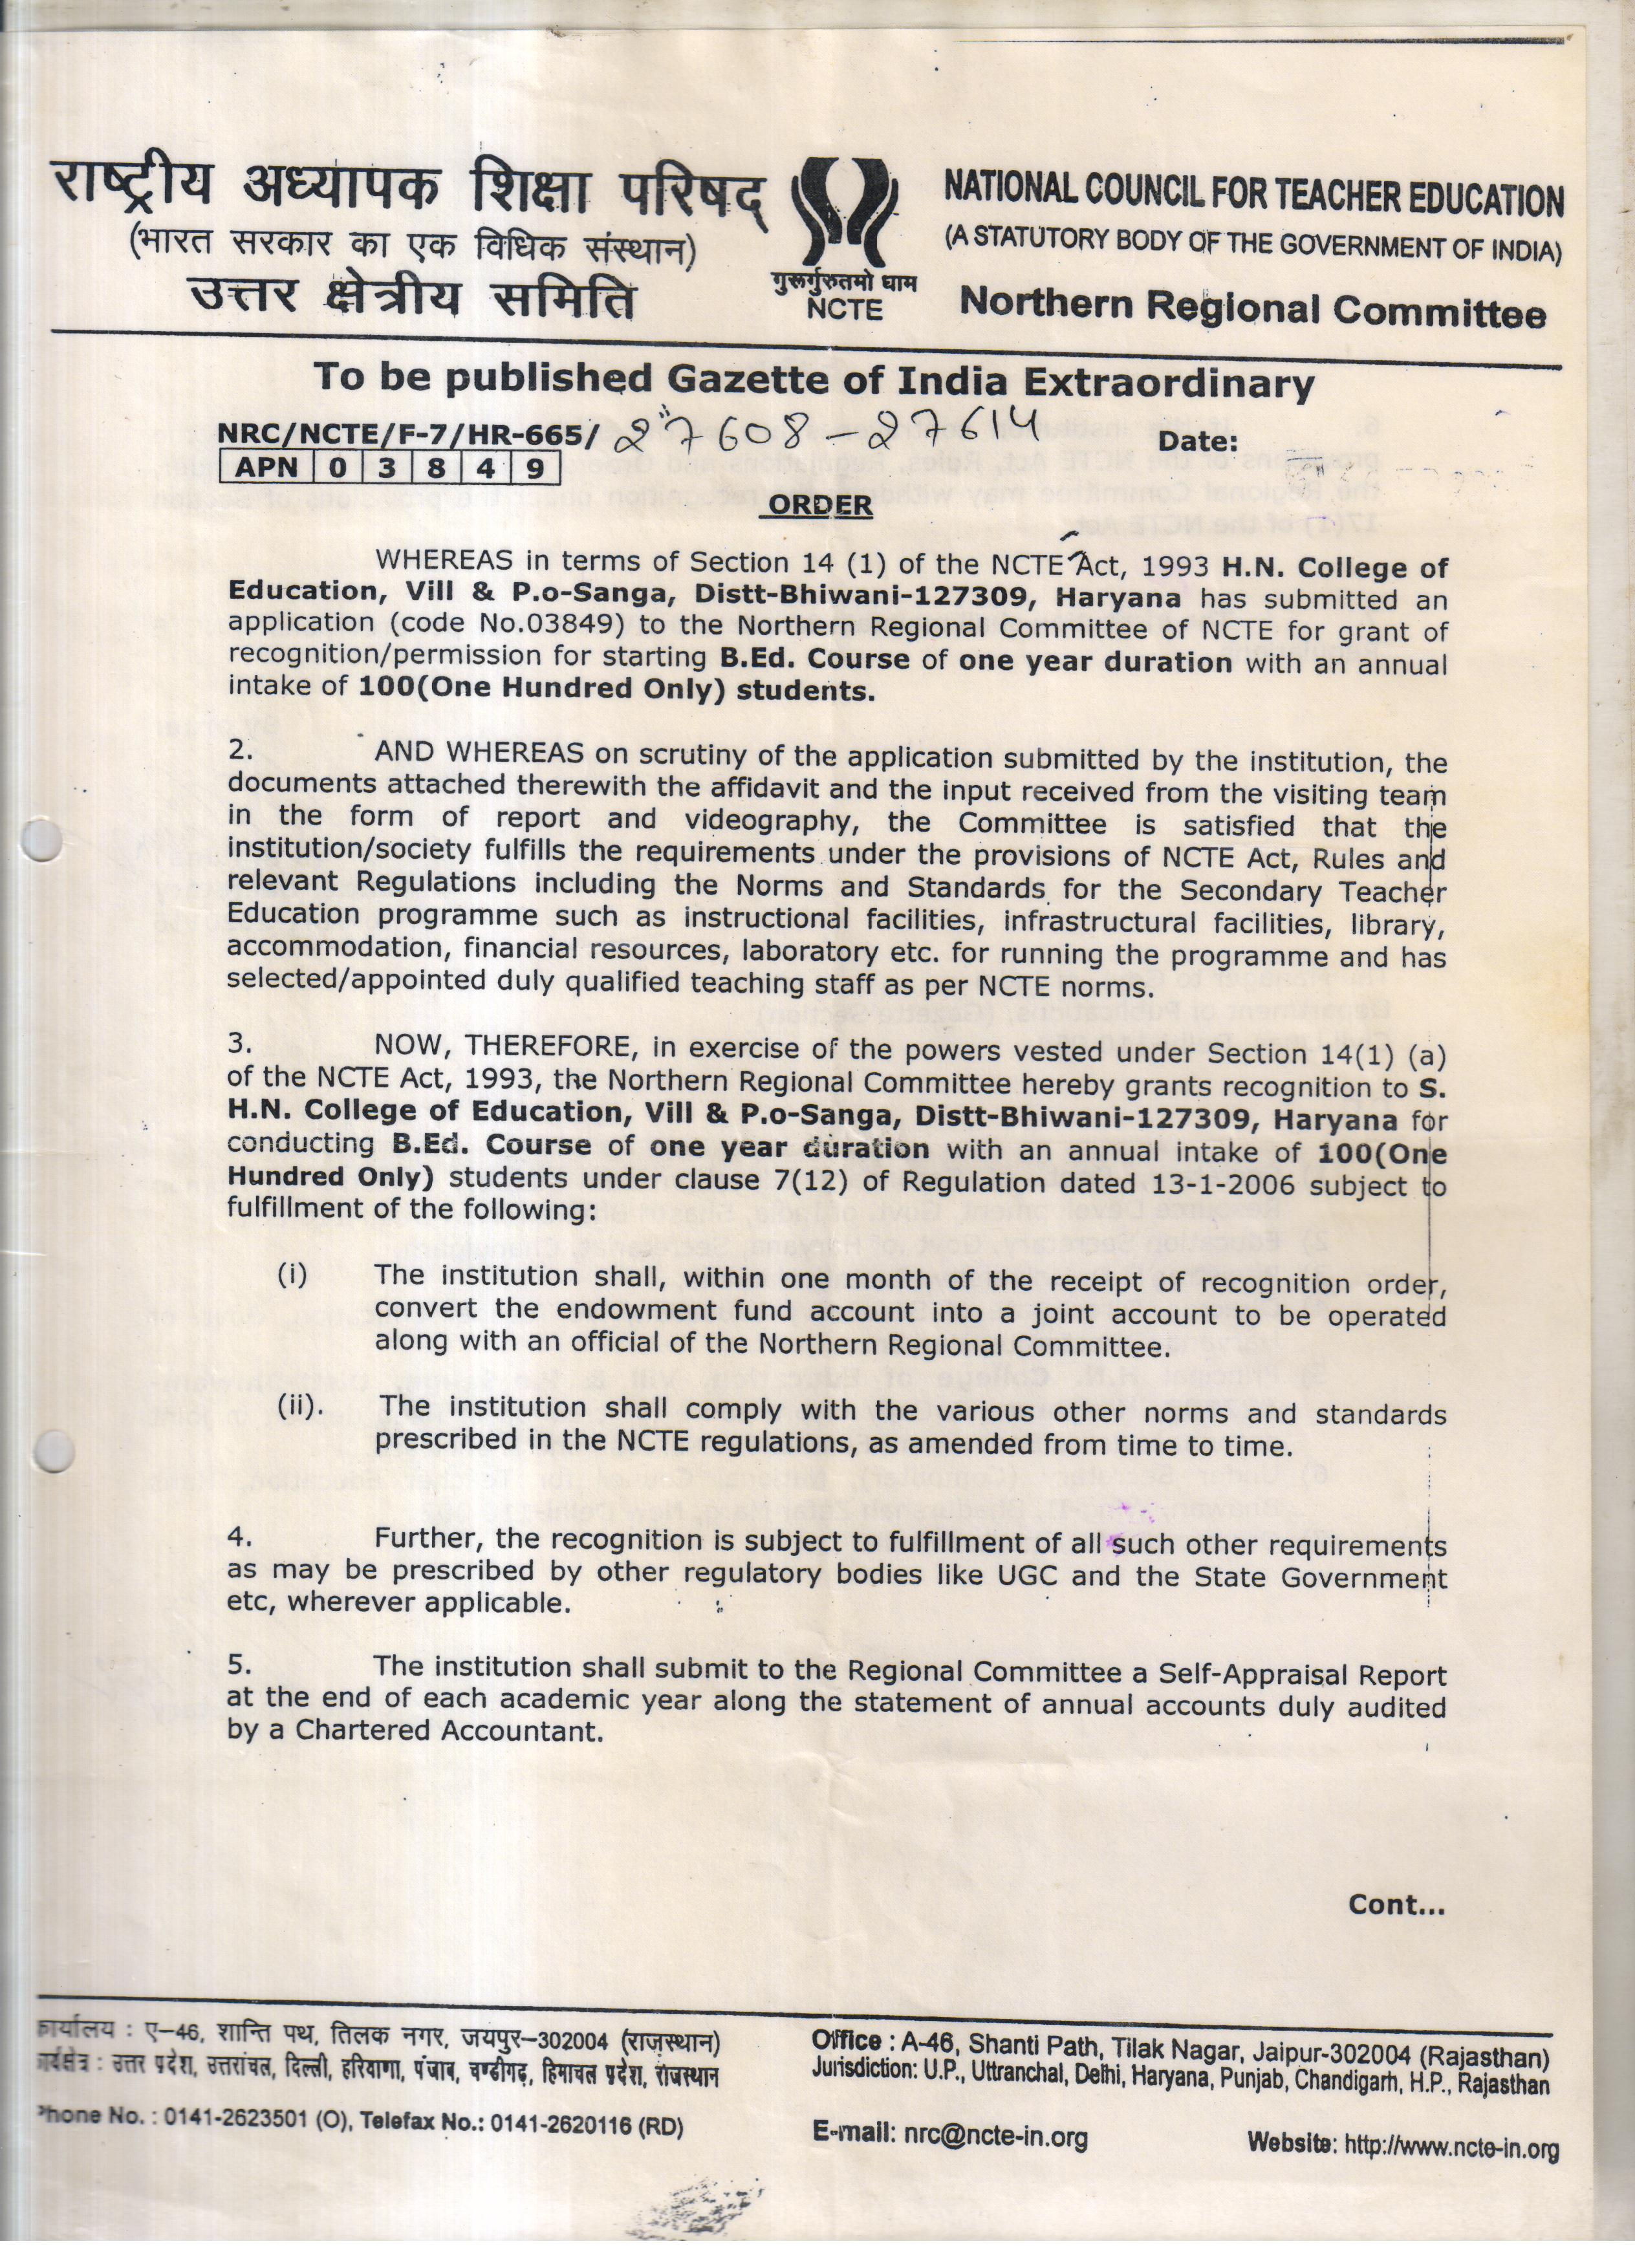 राष्ट्रीय अध्यापक शिक्षा परिषद्
(भारत सरकार का एक विधिक संस्थान)
उत्तर क्षेत्रीय समिति
गुरूर्गुरुतमो धाम
NCTE
NATIONAL COUNCIL FOR TEACHER EDUCATION
(A STATUTORY BODY OF THE GOVERNMENT OF INDIA)
Northern Regional Committee
To be published Gazette of India Extraordinary
NRC/NCTE/F-7/HR-665/ 27608-27614 Date:
APN 0 3 8 4 9
ORDER
WHEREAS in terms of Section 14 (1) of the NCTE Act, 1993 H.N. College of
Education, Vill & P.o-Sanga, Distt-Bhiwani-127309, Haryana has submitted an
application (code No.03849) to the Northern Regional Committee of NCTE for grant of
recognition/permission for starting B.Ed. Course of one year duration with an annual
intake of 100(One Hundred Only) students.
2. AND WHEREAS on scrutiny of the application submitted by the institution, the
documents attached therewith the affidavit and the input received from the visiting team
in the form of report and videography, the Committee is satisfied that the
institution/society fulfills the requirements under the provisions of NCTE Act, Rules and
relevant Regulations including the Norms and Standards for the Secondary Teacher
Education programme such as instructional facilities, infrastructural facilities, library,
accommodation, financial resources, laboratory etc. for running the programme and has
selected/appointed duly qualified teaching staff as per NCTE norms.
3. NOW, THEREFORE, in exercise of the powers vested under Section 14(1) (a)
of the NCTE Act, 1993, the Northern Regional Committee hereby grants recognition to S.
H.N. College of Education, Vill & P.o-Sanga, Distt-Bhiwani-127309, Haryana for
conducting B.Ed. Course of one year duration with an annual intake of 100(One
Hundred Only) students under clause 7(12) of Regulation dated 13-1-2006 subject to
fulfillment of the following:
(i) The institution shall, within one month of the receipt of recognition order,
convert the endowment fund account into a joint account to be operated
along with an official of the Northern Regional Committee.
(ii). The institution shall comply with the various other norms and standards
prescribed in the NCTE regulations, as amended from time to time.
4. Further, the recognition is subject to fulfillment of all such other requirements
as may be prescribed by other regulatory bodies like UGC and the State Government
etc, wherever applicable.
5. The institution shall submit to the Regional Committee a Self-Appraisal Report
at the end of each academic year along the statement of annual accounts duly audited
by a Chartered Accountant.
Cont...
कार्यालय : ए-46, शान्ति पथ, तिलक नगर, जयपुर-302004 (राजस्थान)
कार्यक्षेत्र : उत्तर प्रदेश, उत्तरांचल, दिल्ली, हरियाणा, पंजाब, चण्डीगढ़, हिमाचल प्रदेश, राजस्थान
Phone No. : 0141-2623501 (O), Telefax No.: 0141-2620116 (RD)
Office : A-46, Shanti Path, Tilak Nagar, Jaipur-302004 (Rajasthan)
Jurisdiction: U.P., Uttranchal, Delhi, Haryana, Punjab, Chandigarh, H.P., Rajasthan
E-mail: nrc@ncte-in.org Website: http://www.ncte-in.org